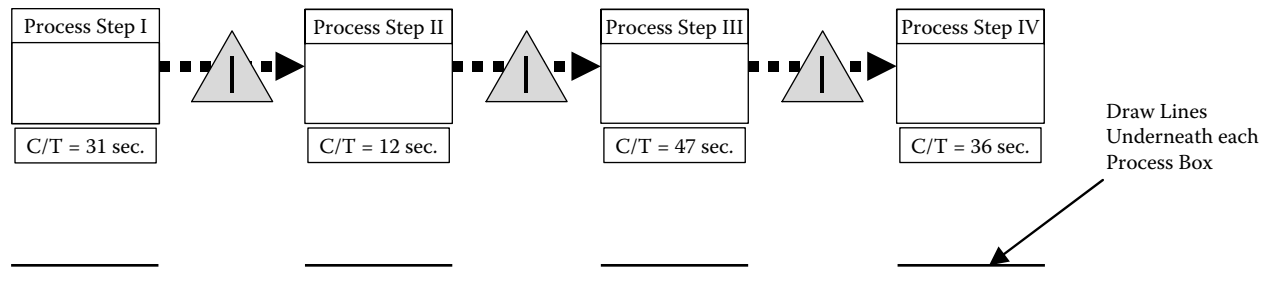 Process Step I
Process Step II
Process Step III
Process Step IV
I
I
I
C/T = 31 sec.
C/T = 12 sec.
C/T = 47 sec.
C/T = 36 sec.
Draw Lines
Underneath each
Process Box